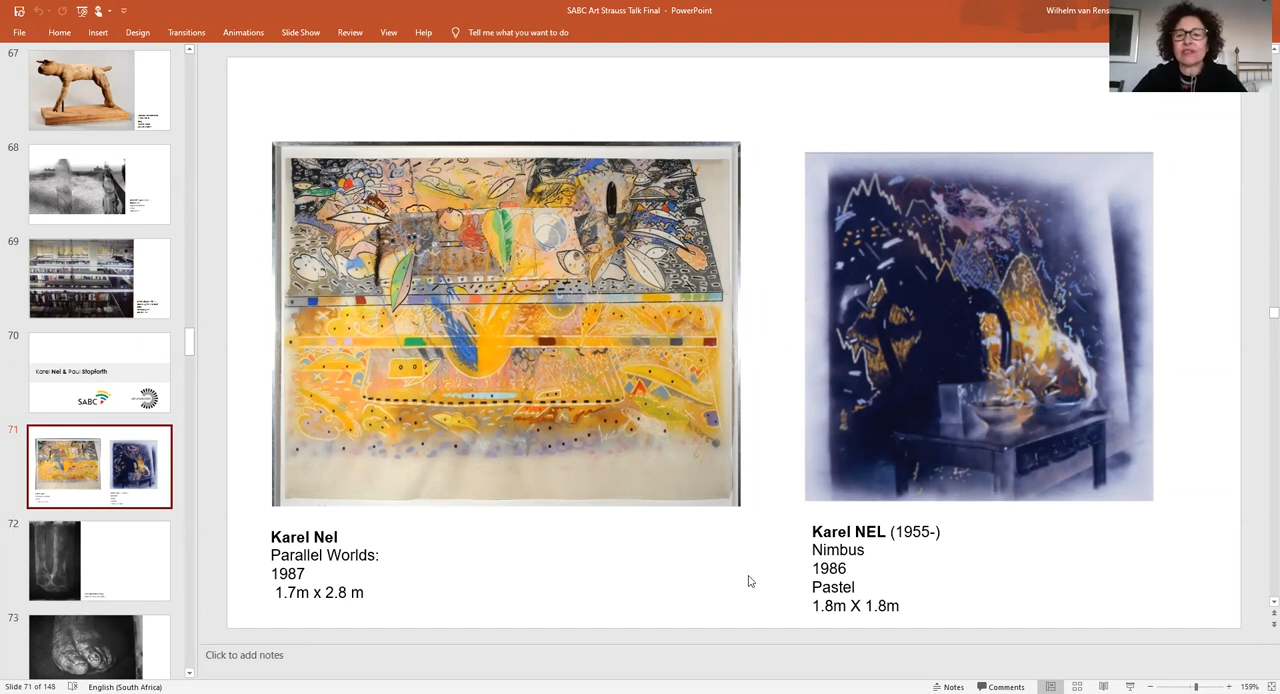 SABC Art Strauss Talk Final - PowerPoint
Wilhelm van Rens
File Home Insert Design Transitions Animations Slide Show Review View Help Tell me what you want to do
67
68
69
70
Karel Nel & Paul Stopforth
SABC
71
72
73
Karel Nel
Parallel Worlds:
1987
1.7m x 2.8 m
Karel NEL (1955-)
Nimbus
1986
Pastel
1.8m X 1.8m
Click to add notes
Slide 71 of 148 English (South Africa) Notes Comments 159%